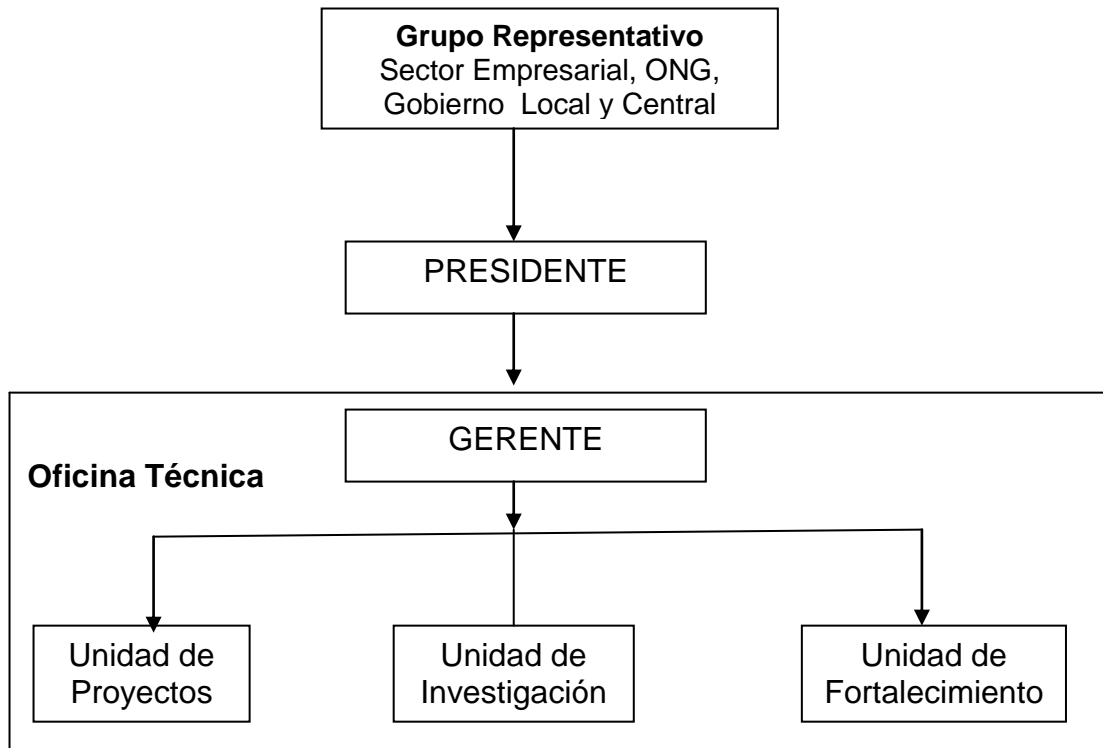 Grupo Representativo
Sector Empresarial, ONG,
Gobierno Local y Central
PRESIDENTE
GERENTE
Oficina Técnica
Unidad de
Proyectos
Unidad de
Investigación
Unidad de
Fortalecimiento